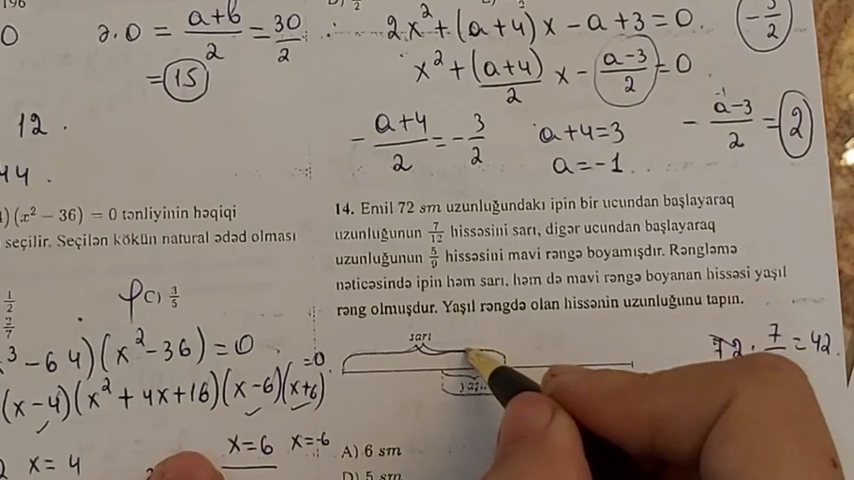 2.0 = a+b/2 = 30/2
= 15
12.
44.
2x² + (a+4)x - a + 3 = 0.
x² + (a+4)/2 x - (a-3)/2 = 0
- 3/2
- a+4/2 = - 3/2
a+4=3
a=-1
- a-3/2 = 2
(x² − 36) = 0 tənliyinin həqiqi
seçilir. Seçilən kökün natural ədəd olması
1/2
2/7
C) 3/5
- 64)(x² - 36) = 0
(x-4)(x² + 4x + 16)(x-6)(x+6) = 0
x = 4
x = 6 x = -6
14. Emil 72 sm uzunluğundakı ipin bir ucundan başlayaraq
uzunluğunun 7/12 hissəsini sarı, digər ucundan başlayaraq
uzunluğunun 5/9 hissəsini mavi rəngə boyamışdır. Rəngləmə
nəticəsində ipin həm sarı, həm də mavi rəngə boyanan hissəsi yaşıl
rəng olmuşdur. Yaşıl rəngdə olan hissənin uzunluğunu tapın.
sarı
72 · 7 = 42
A) 6 sm
D) 5 sm